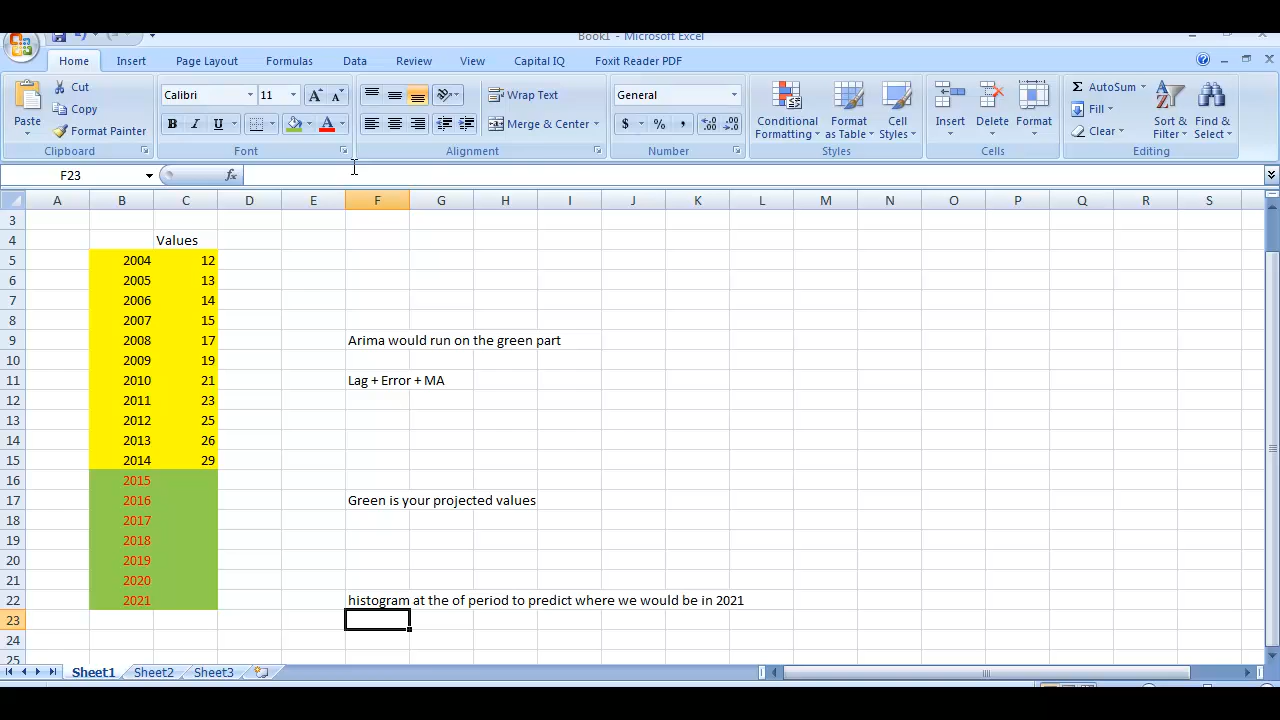 Book1 - Microsoft Excel
Home Insert Page Layout Formulas Data Review View Capital IQ Foxit Reader PDF
Paste Cut Copy Format Painter Clipboard
Calibri 11 B I U A A A Font
Wrap Text Merge & Center Alignment
General $ % , .0 .00 .00 .0 Number
Conditional Formatting Format as Table Cell Styles Styles
Insert Delete Format Cells
Σ AutoSum Fill Clear Sort & Filter Find & Select Editing
F23 fx
A B C D E F G H I J K L M N O P Q R S
3
4 Values
5 2004 12
6 2005 13
7 2006 14
8 2007 15
9 2008 17 Arima would run on the green part
10 2009 19
11 2010 21 Lag + Error + MA
12 2011 23
13 2012 25
14 2013 26
15 2014 29
16 2015
17 2016 Green is your projected values
18 2017
19 2018
20 2019
21 2020
22 2021 histogram at the of period to predict where we would be in 2021
23
24
25
Sheet1 Sheet2 Sheet3